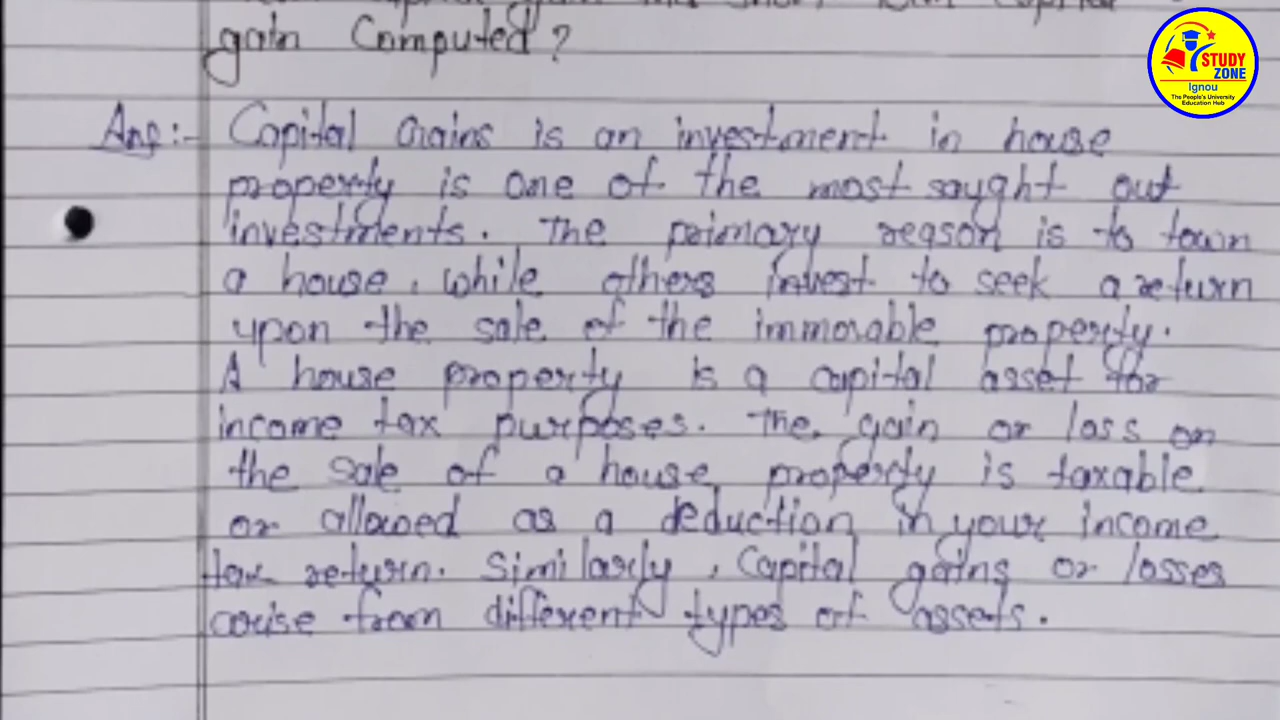 gain Computed?
Ans:- Capital Gains is an investment in house
property is one of the most sought out
investments. The primary reason is to town
a house, while others invest to seek a return
upon the sale of the immovable property.
A house property is a capital asset for
income tax purposes. The gain or loss on
the sale of a house property is taxable
or allowed as a deduction in your income
tax return. Similarly, Capital gains or losses
arise from different types of assets.
STUDY
ZONE
Ignou
The People's University
Education Hub